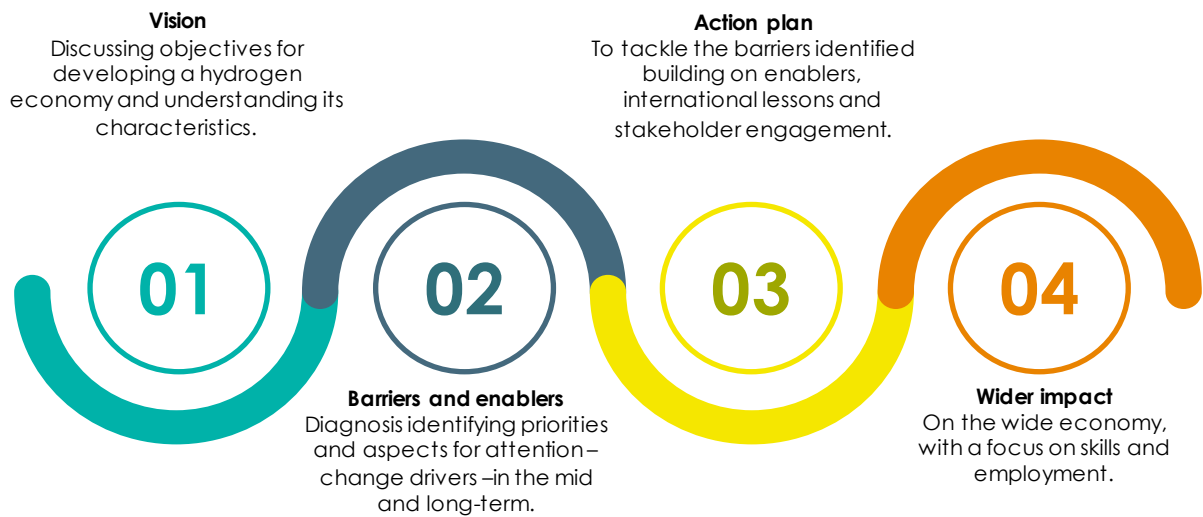 Vision
Discussing objectives for
developing a hydrogen
economy and understanding its
characteristics.
01
Barriers and enablers
Diagnosis identifying priorities
and aspects for attention –
change drivers –in the mid
and long-term.
02
Action plan
To tackle the barriers identified
building on enablers,
international lessons and
stakeholder engagement.
03
04
Wider impact
On the wide economy,
with a focus on skills and
employment.